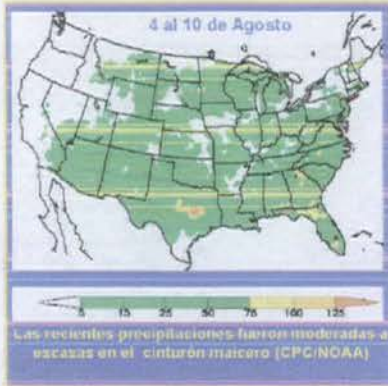 4 al 10 de Agosto
5 15 25 50 75 100 125
Las recientes precipitaciones fueron moderadas a
escasas en el cinturón maicero (CPC/NOAA)